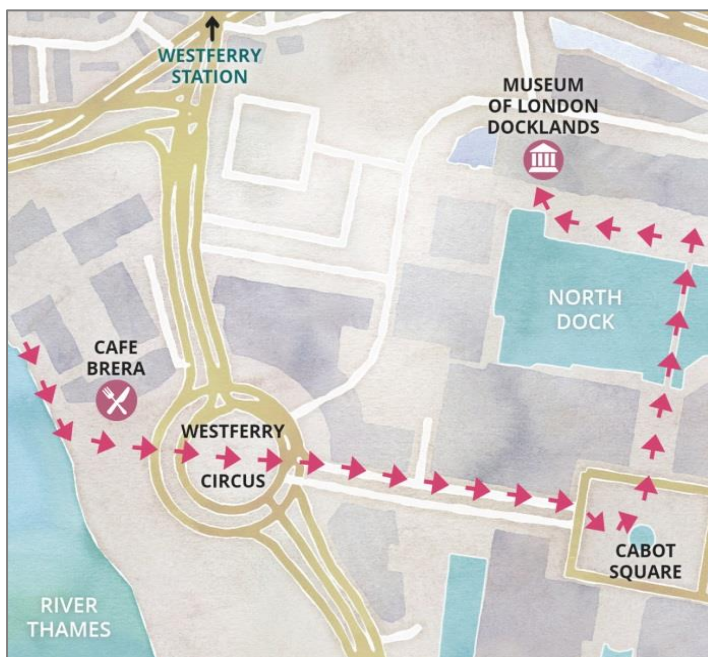 WESTFERRY
STATION
MUSEUM
OF LONDON
DOCKLANDS
NORTH
DOCK
CAFE
BRERA
WESTFERRY
CIRCUS
CABOT
SQUARE
RIVER
THAMES